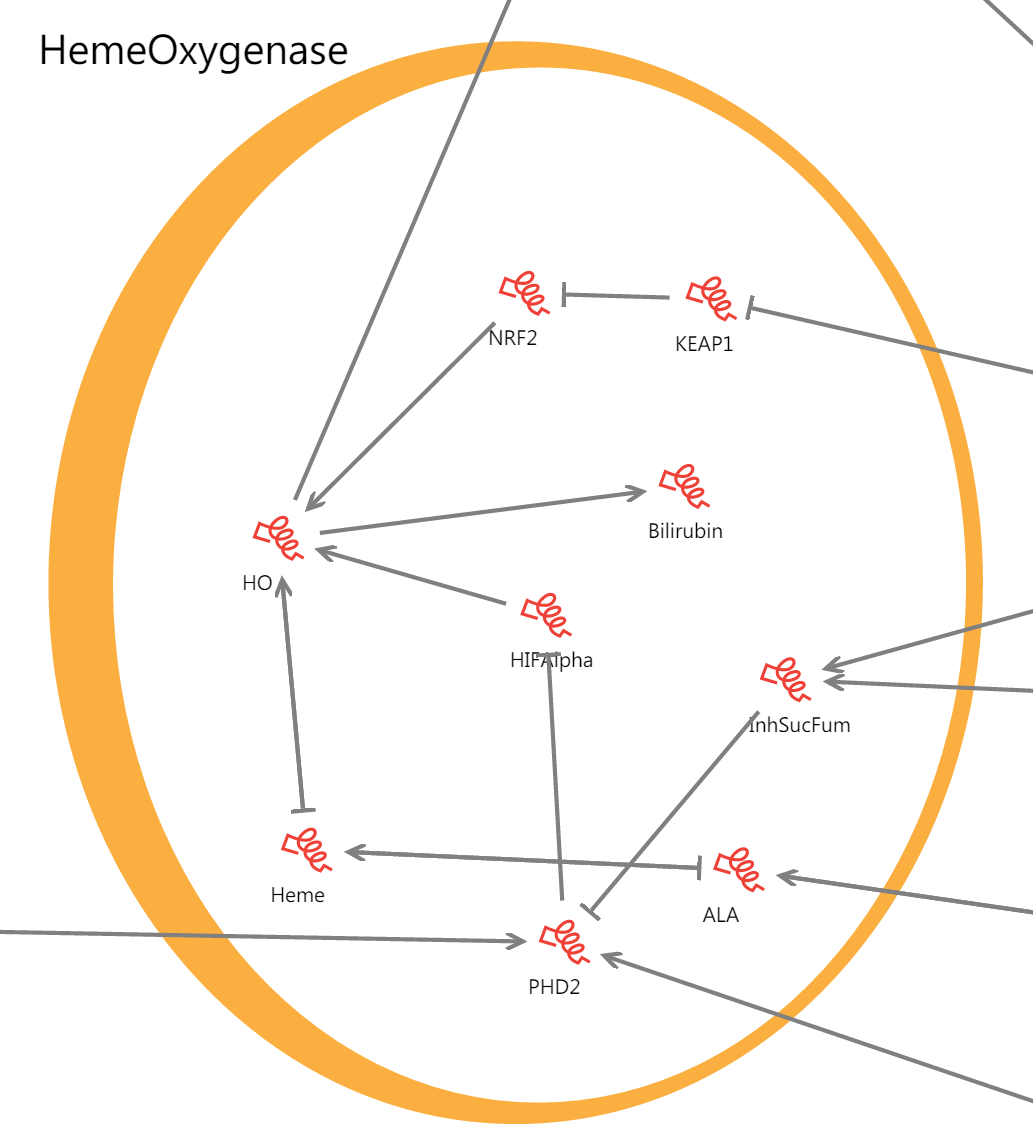 HemeOxygenase
NRF2
KEAP1
Bilirubin
HO
HIFAlpha
InhSucFum
Heme
ALA
PHD2